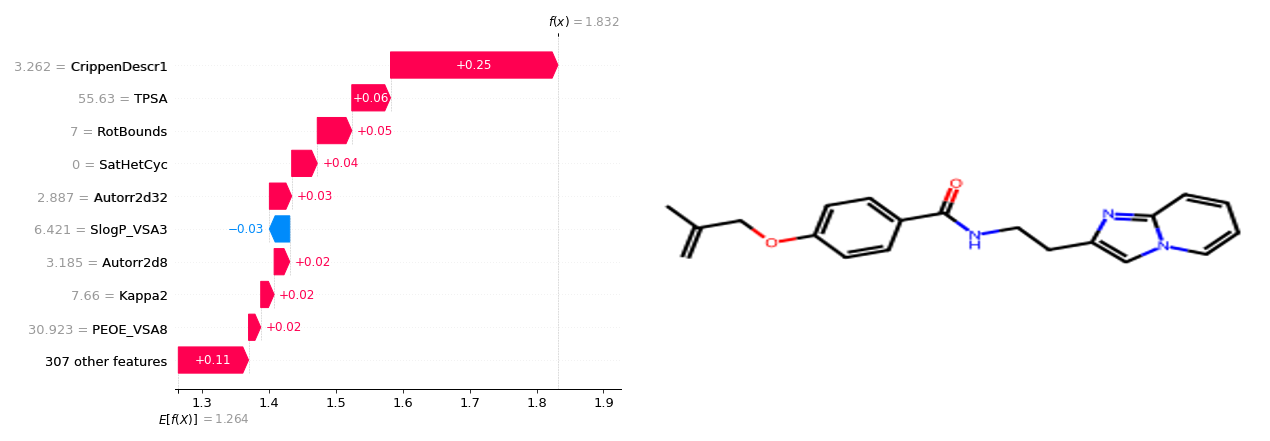 f(x) = 1.832
3.262 = CrippenDescr1 +0.25
55.63 = TPSA +0.06
7 = RotBounds +0.05
0 = SatHetCyc +0.04
2.887 = Autorr2d32 +0.03
6.421 = SlogP_VSA3 −0.03
3.185 = Autorr2d8 +0.02
7.66 = Kappa2 +0.02
30.923 = PEOE_VSA8 +0.02
307 other features +0.11
1.3 1.4 1.5 1.6 1.7 1.8 1.9
E[f(X)] = 1.264
O
N
O
N
H
N